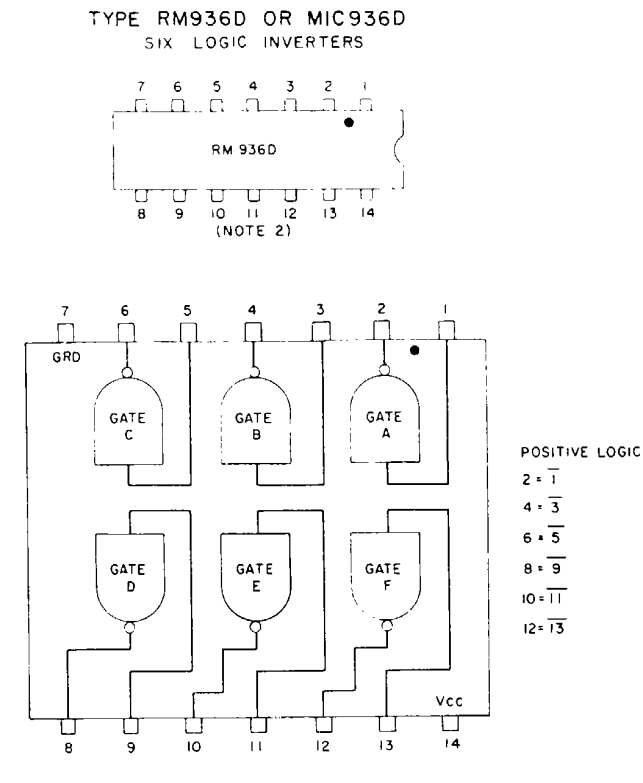 TYPE RM936D OR MIC936D
SIX LOGIC INVERTERS
7 6 5 4 3 2 1
RM 936D
8 9 10 11 12 13 14
(NOTE 2)
7 6 5 4 3 2 1
GRD
GATE C
GATE B
GATE A
GATE D
GATE E
GATE F
VCC
8 9 10 11 12 13 14
POSITIVE LOGIC
2 = 1̅
4 = 3̅
6 = 5̅
8 = 9̅
10 = 1̅1̅
12 = 1̅3̅